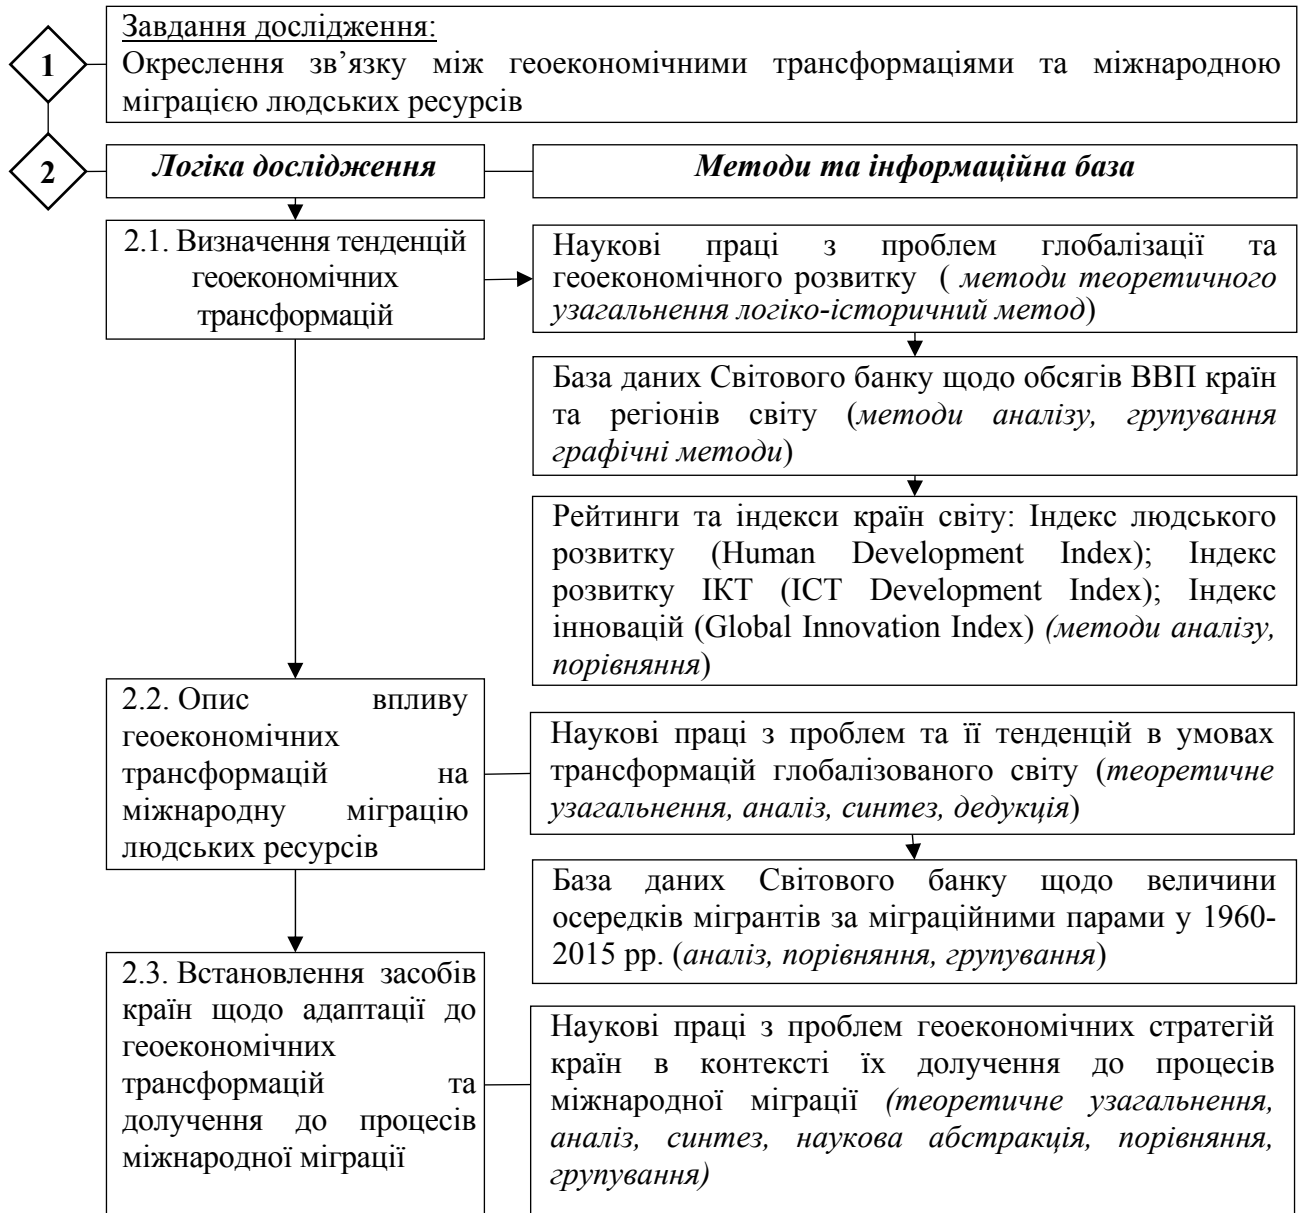 1
Завдання дослідження:
Окреслення зв’язку між геоекономічними трансформаціями та міжнародною
міграцією людських ресурсів
2
Логіка дослідження
Методи та інформаційна база
2.1. Визначення тенденцій
геоекономічних
трансформацій
Наукові праці з проблем глобалізації та
геоекономічного розвитку ( методи теоретичного
узагальнення логіко-історичний метод)
База даних Світового банку щодо обсягів ВВП країн
та регіонів світу (методи аналізу, групування
графічні методи)
Рейтинги та індекси країн світу: Індекс людського
розвитку (Human Development Index); Індекс
розвитку ІКТ (ICT Development Index); Індекс
інновацій (Global Innovation Index) (методи аналізу,
порівняння)
2.2. Опис впливу
геоекономічних
трансформацій на
міжнародну міграцію
людських ресурсів
Наукові праці з проблем та її тенденцій в умовах
трансформацій глобалізованого світу (теоретичне
узагальнення, аналіз, синтез, дедукція)
База даних Світового банку щодо величини
осередків мігрантів за міграційними парами у 1960-
2015 рр. (аналіз, порівняння, групування)
2.3. Встановлення засобів
країн щодо адаптації до
геоекономічних
трансформацій та
долучення до процесів
міжнародної міграції
Наукові праці з проблем геоекономічних стратегій
країн в контексті їх долучення до процесів
міжнародної міграції (теоретичне узагальнення,
аналіз, синтез, наукова абстракція, порівняння,
групування)